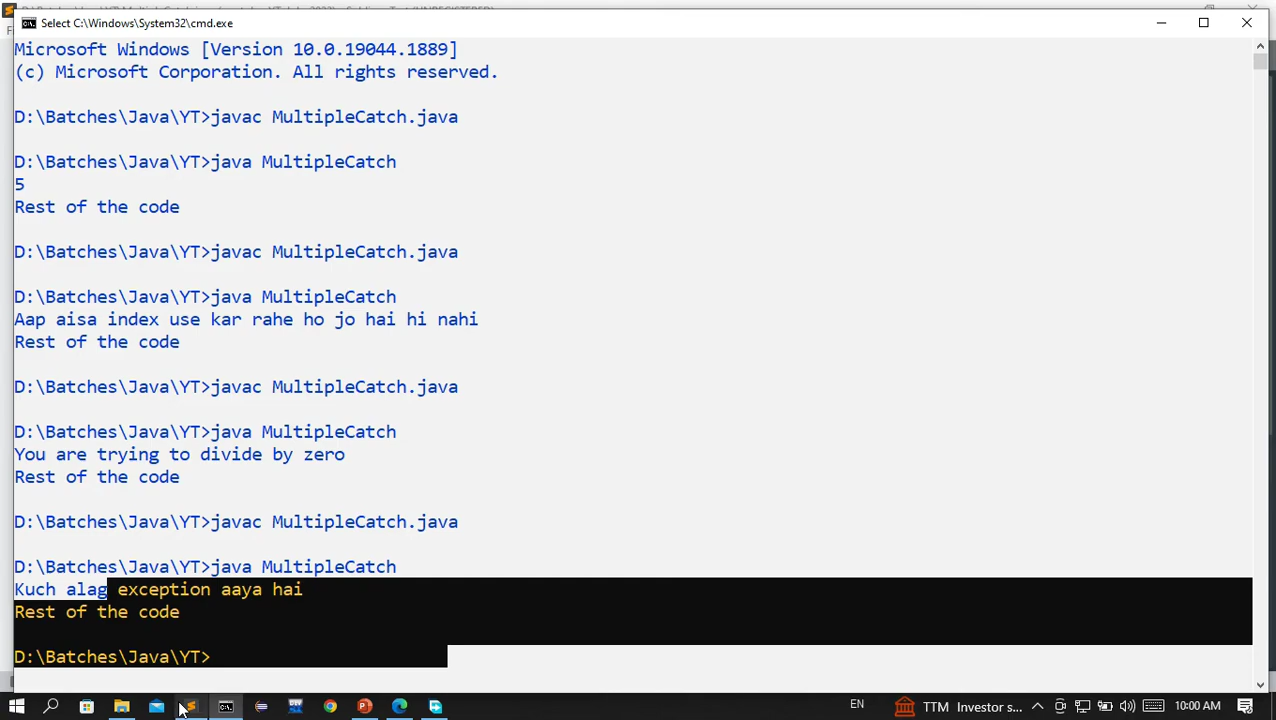 Select C:\Windows\System32\cmd.exe
Microsoft Windows [Version 10.0.19044.1889]
(c) Microsoft Corporation. All rights reserved.
D:\Batches\Java\YT>javac MultipleCatch.java
D:\Batches\Java\YT>java MultipleCatch
5
Rest of the code
D:\Batches\Java\YT>javac MultipleCatch.java
D:\Batches\Java\YT>java MultipleCatch
Aap aisa index use kar rahe ho jo hai hi nahi
Rest of the code
D:\Batches\Java\YT>javac MultipleCatch.java
D:\Batches\Java\YT>java MultipleCatch
You are trying to divide by zero
Rest of the code
D:\Batches\Java\YT>javac MultipleCatch.java
D:\Batches\Java\YT>java MultipleCatch
Kuch alag exception aaya hai
Rest of the code
D:\Batches\Java\YT>
EN
TTM Investor s...
10:00 AM